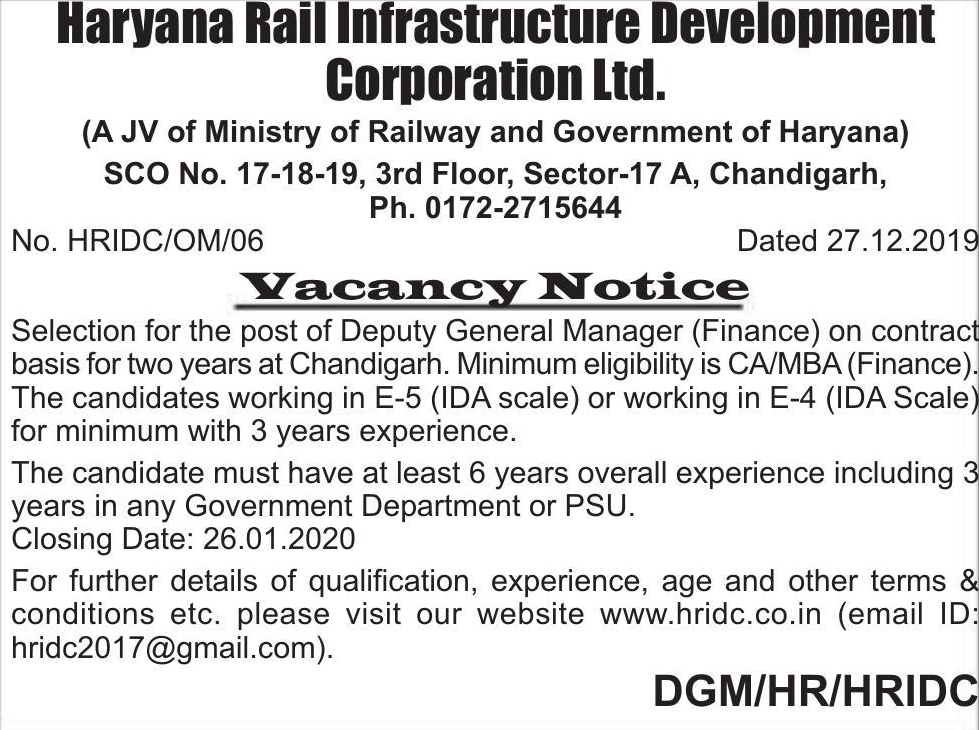 Haryana Rail Infrastructure Development
Corporation Ltd.
(A JV of Ministry of Railway and Government of Haryana)
SCO No. 17-18-19, 3rd Floor, Sector-17 A, Chandigarh,
Ph. 0172-2715644
No. HRIDC/OM/06 Dated 27.12.2019
Vacancy Notice
Selection for the post of Deputy General Manager (Finance) on contract
basis for two years at Chandigarh. Minimum eligibility is CA/MBA (Finance).
The candidates working in E-5 (IDA scale) or working in E-4 (IDA Scale)
for minimum with 3 years experience.
The candidate must have at least 6 years overall experience including 3
years in any Government Department or PSU.
Closing Date: 26.01.2020
For further details of qualification, experience, age and other terms &
conditions etc. please visit our website www.hridc.co.in (email ID:
hridc2017@gmail.com).
DGM/HR/HRIDC